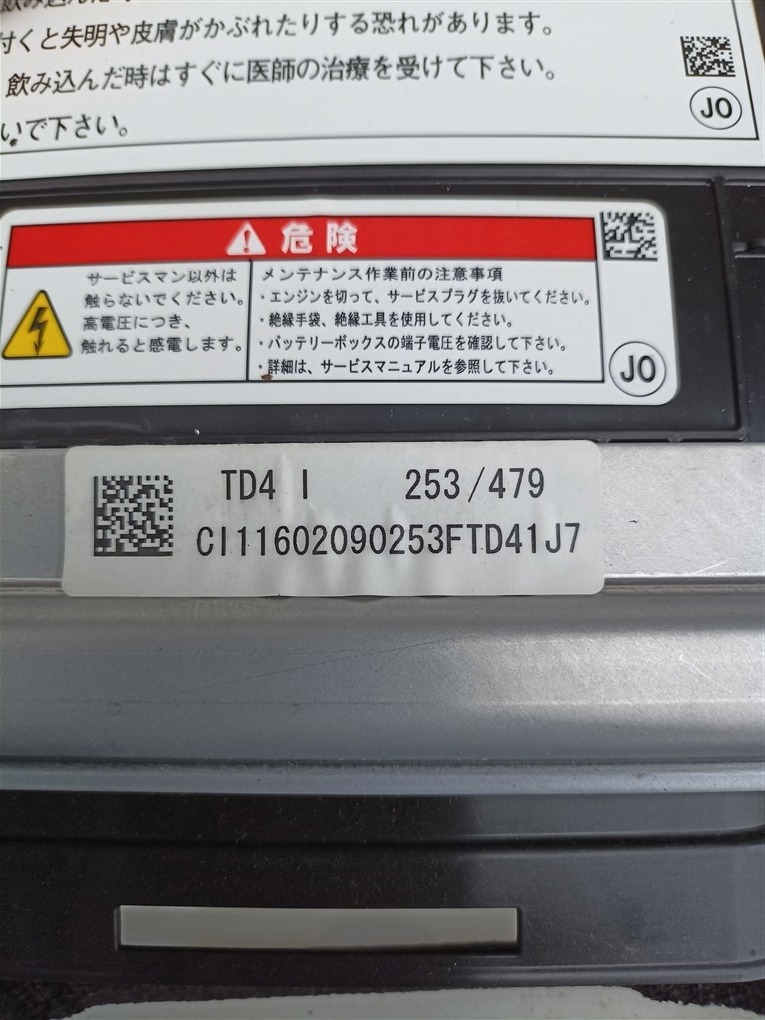 付くと失明や皮膚がかぶれたりする恐れがあります。
飲み込んだ時はすぐに医師の治療を受けて下さい。
いで下さい。
JO
危険
サービスマン以外は
触らないでください。
高電圧につき、
触れると感電します。
メンテナンス作業前の注意事項
・エンジンを切って、サービスプラグを抜いてください。
・絶縁手袋、絶縁工具を使用してください。
・バッテリーボックスの端子電圧を確認して下さい。
・詳細は、サービスマニュアルを参照して下さい。
JO
TD4 I 253/479
CI11602090253FTD41J7